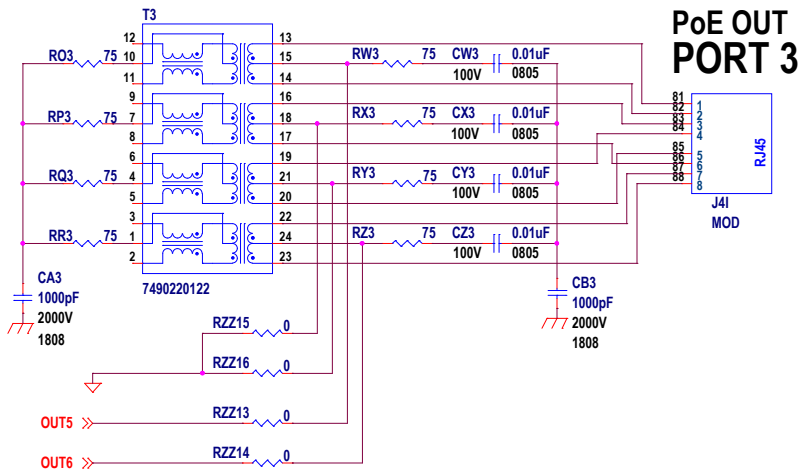 T3
PoE OUT
PORT 3
12 13
RO3 75 10 15 RW3 75 CW3 0.01uF
11 14 100V 0805
9 16
RP3 75 7 18 RX3 75 CX3 0.01uF
8 17 100V 0805
6 19
RQ3 75 4 21 RY3 75 CY3 0.01uF
5 20 100V 0805
3 22
RR3 75 1 24 RZ3 75 CZ3 0.01uF
2 23 100V 0805
81 1
82 2
83 3
84 4
85 5
86 6
87 7
88 8
RJ45
J4I
MOD
CA3
1000pF
2000V
1808
7490220122
CB3
1000pF
2000V
1808
RZZ15 0
RZZ16 0
OUT5 RZZ13 0
OUT6 RZZ14 0